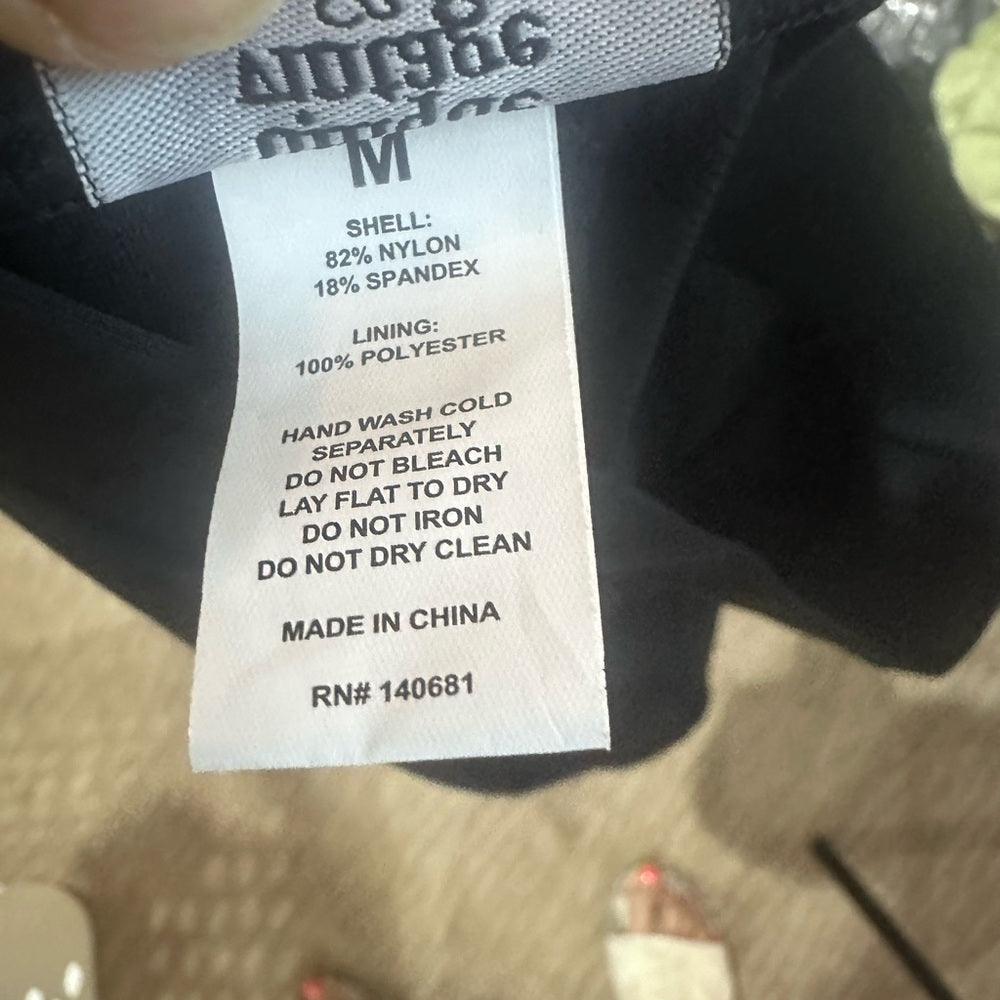 M
SHELL:
82% NYLON
18% SPANDEX
LINING:
100% POLYESTER
HAND WASH COLD
SEPARATELY
DO NOT BLEACH
LAY FLAT TO DRY
DO NOT IRON
DO NOT DRY CLEAN
MADE IN CHINA
RN# 140681